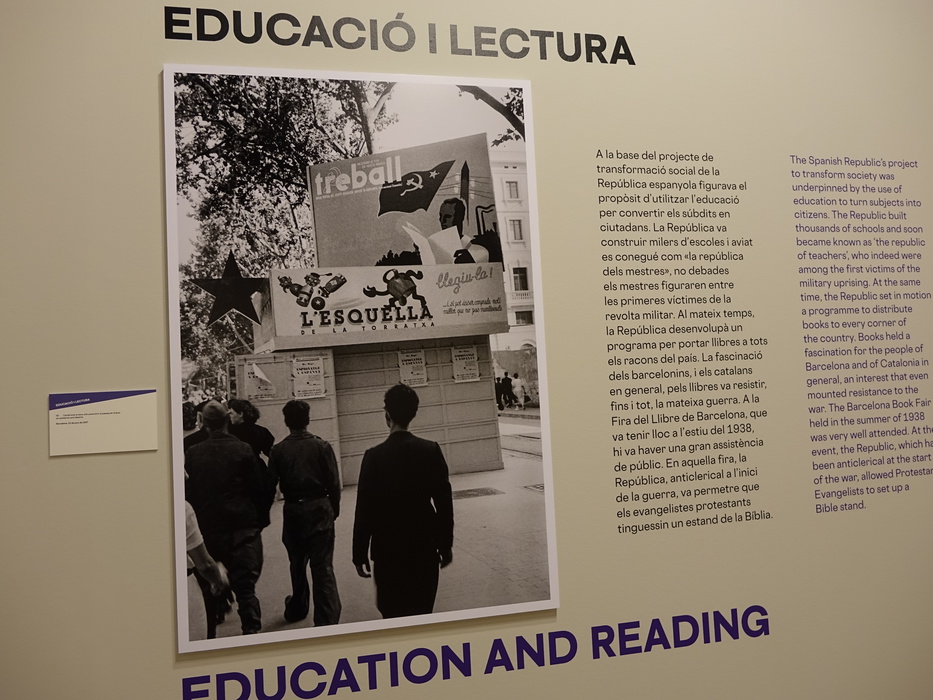 EDUCACIÓ I LECTURA
treball
llegiu-la!
L'ESQUELLA
DE LA TORRATXA
EDUCACIÓ I LECTURA
A la base del projecte de
transformació social de la
República espanyola figurava el
propòsit d'utilitzar l'educació
per convertir els súbdits en
ciutadans. La República va
construir milers d'escoles i aviat
es conegué com «la república
dels mestres», no debades
els mestres figuraren entre
les primeres víctimes de la
revolta militar. Al mateix temps,
la República desenvolupà un
programa per portar llibres a tots
els racons del país. La fascinació
dels barcelonins, i els catalans
en general, pels llibres va resistir,
fins i tot, la mateixa guerra. A la
Fira del Llibre de Barcelona, que
va tenir lloc a l'estiu del 1938,
hi va haver una gran assistència
de públic. En aquella fira, la
República, anticlerical a l'inici
de la guerra, va permetre que
els evangelistes protestants
tinguessin un estand de la Bíblia.
The Spanish Republic's project
to transform society was
underpinned by the use of
education to turn subjects into
citizens. The Republic built
thousands of schools and soon
became known as 'the republic
of teachers', who indeed were
among the first victims of the
military uprising. At the same
time, the Republic set in motion
a programme to distribute
books to every corner of
the country. Books held a
fascination for the people of
Barcelona and of Catalonia in
general, an interest that even
mounted resistance to the
war. The Barcelona Book Fair
held in the summer of 1938
was very well attended. At the
event, the Republic, which ha
been anticlerical at the start
of the war, allowed Protestan
Evangelists to set up a
Bible stand.
EDUCATION AND READING